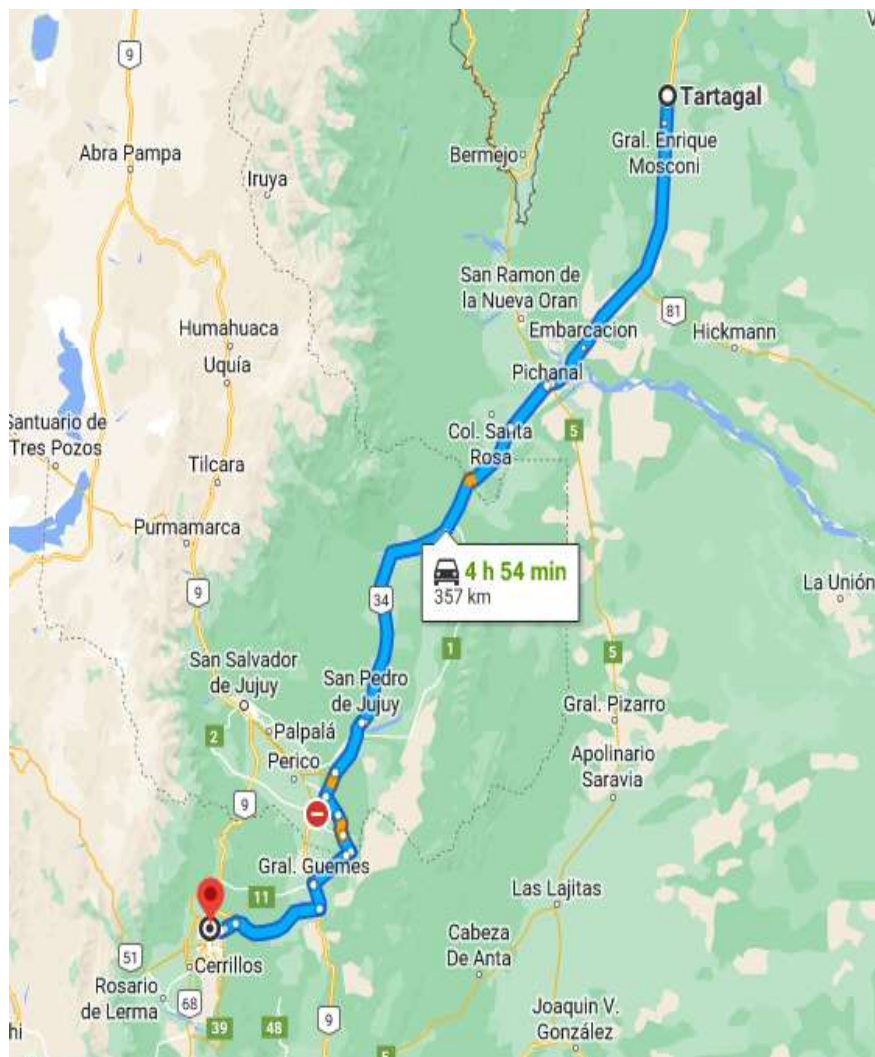 9
Tartagal
Abra Pampa
Bermejo
Gral. Enrique
Mosconi
Iruya
San Ramon de
la Nueva Oran
81
Humahuaca
Embarcacion
Hickmann
Uquía
Pichanal
Santuario de
Tres Pozos
Col. Santa
Rosa
5
Tilcara
Purmamarca
4 h 54 min
357 km
La Unión
9
34
San Salvador
de Jujuy
1
5
San Pedro
de Jujuy
Gral. Pizarro
2
Palpalá
Perico
Apolinario
Saravia
9
Gral. Guemes
11
Las Lajitas
Cabeza
De Anta
51
Cerrillos
Rosario
de Lerma
68
39
48
9
Joaquin V.
González
hi
5